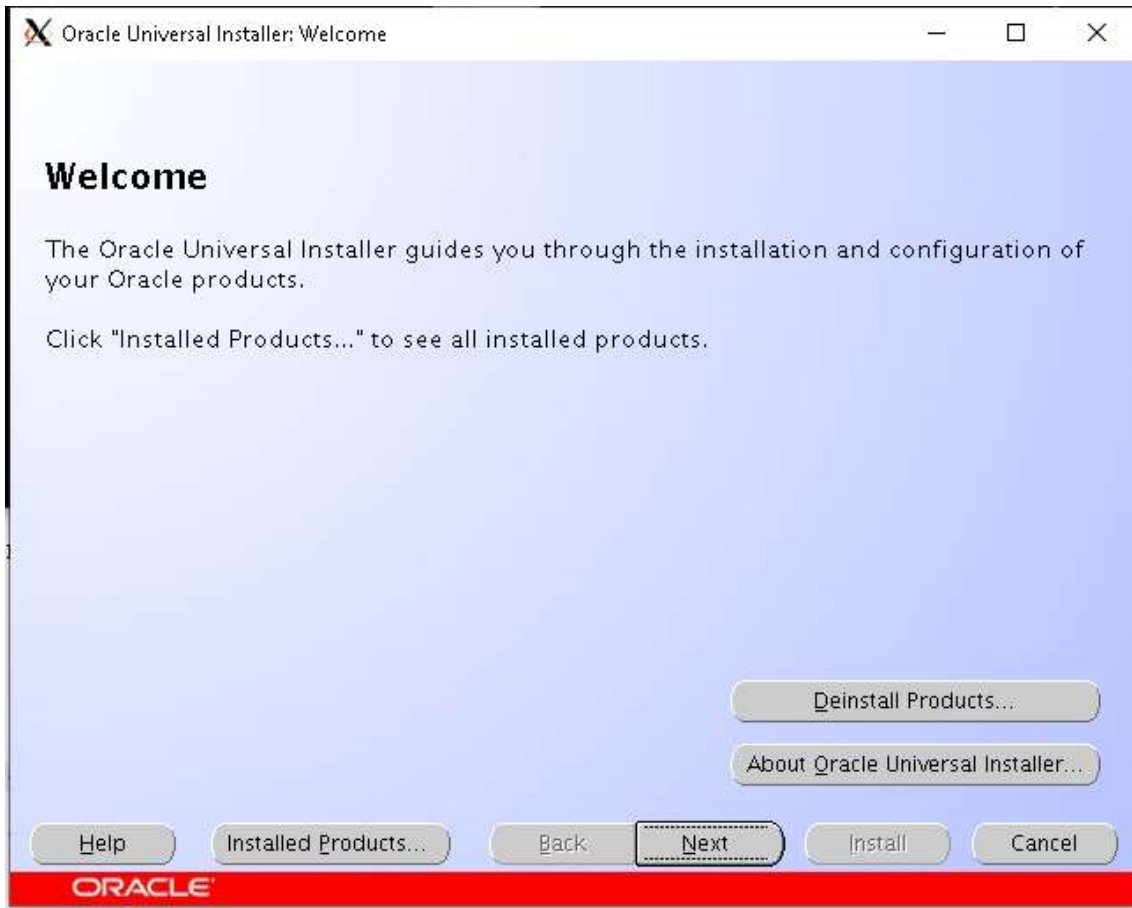 Oracle Universal Installer: Welcome
Welcome
The Oracle Universal Installer guides you through the installation and configuration of
your Oracle products.
Click "Installed Products..." to see all installed products.
Deinstall Products...
About Oracle Universal Installer...
Help Installed Products... Back Next Install Cancel
ORACLE